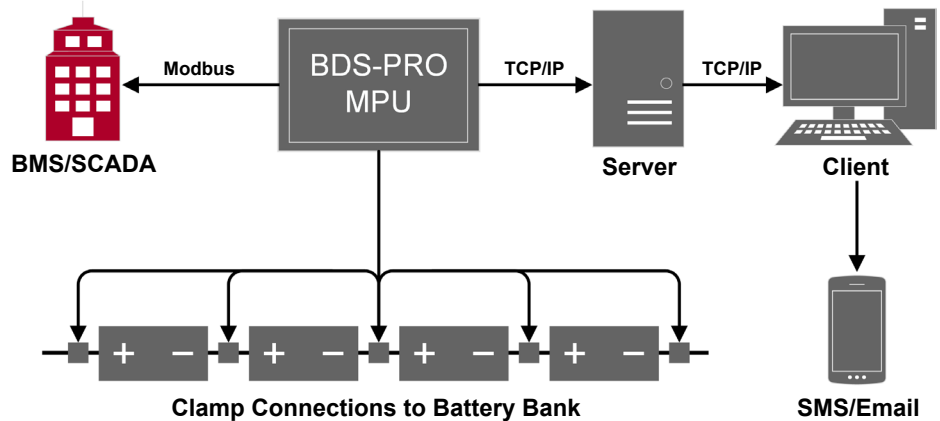 BDS-PRO
MPU
Modbus
TCP/IP
TCP/IP
BMS/SCADA
Server
Client
+ − + − + − + −
Clamp Connections to Battery Bank
SMS/Email